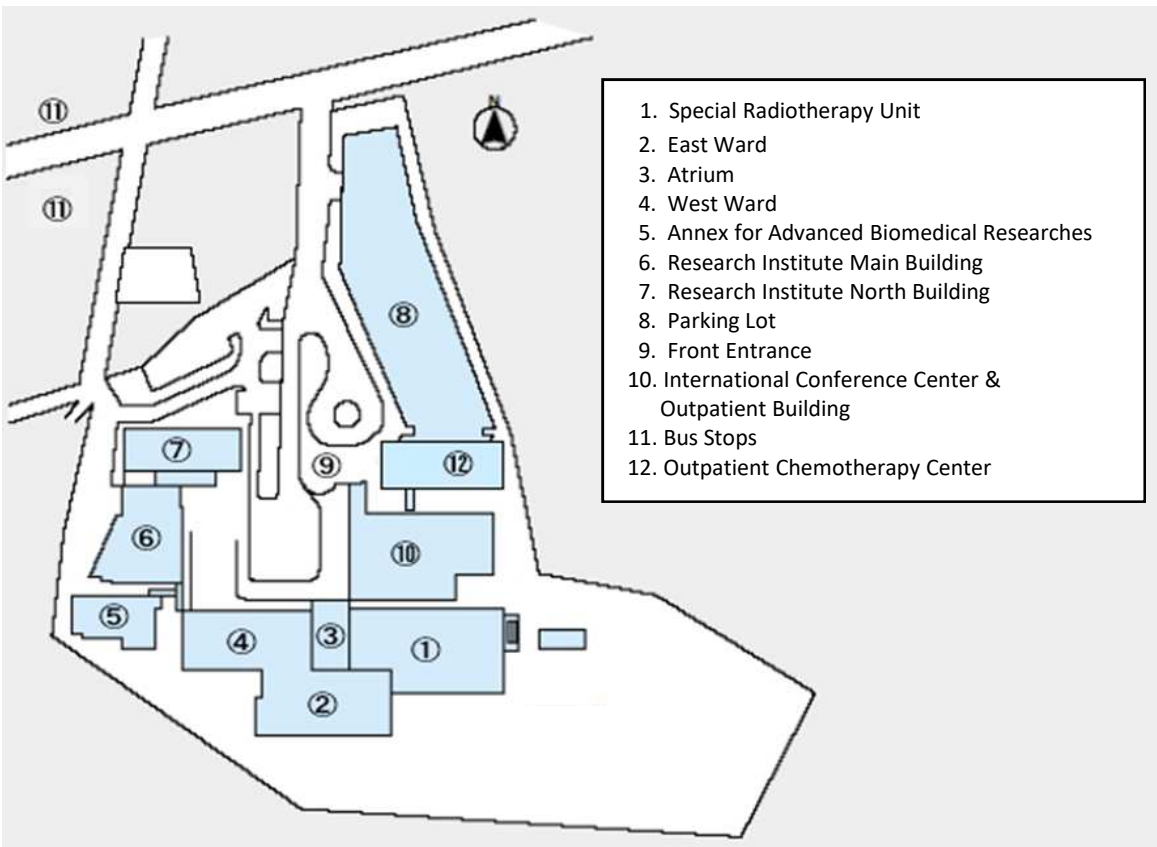 N
⑪
⑪
⑧
⑦
⑨
⑫
⑥
⑩
⑤
④
③
①
②
1. Special Radiotherapy Unit
2. East Ward
3. Atrium
4. West Ward
5. Annex for Advanced Biomedical Researches
6. Research Institute Main Building
7. Research Institute North Building
8. Parking Lot
9. Front Entrance
10. International Conference Center &
Outpatient Building
11. Bus Stops
12. Outpatient Chemotherapy Center